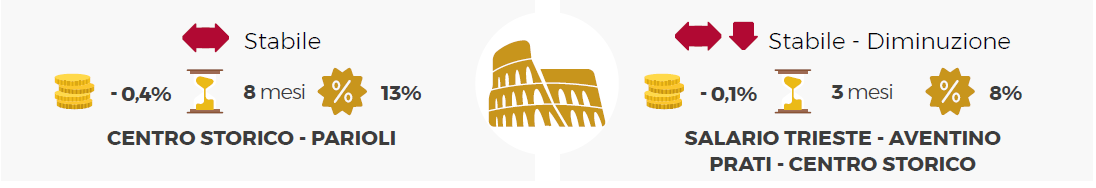 Stabile
- 0,4% 8 mesi % 13%
CENTRO STORICO - PARIOLI
Stabile - Diminuzione
- 0,1% 3 mesi % 8%
SALARIO TRIESTE - AVENTINO
PRATI - CENTRO STORICO